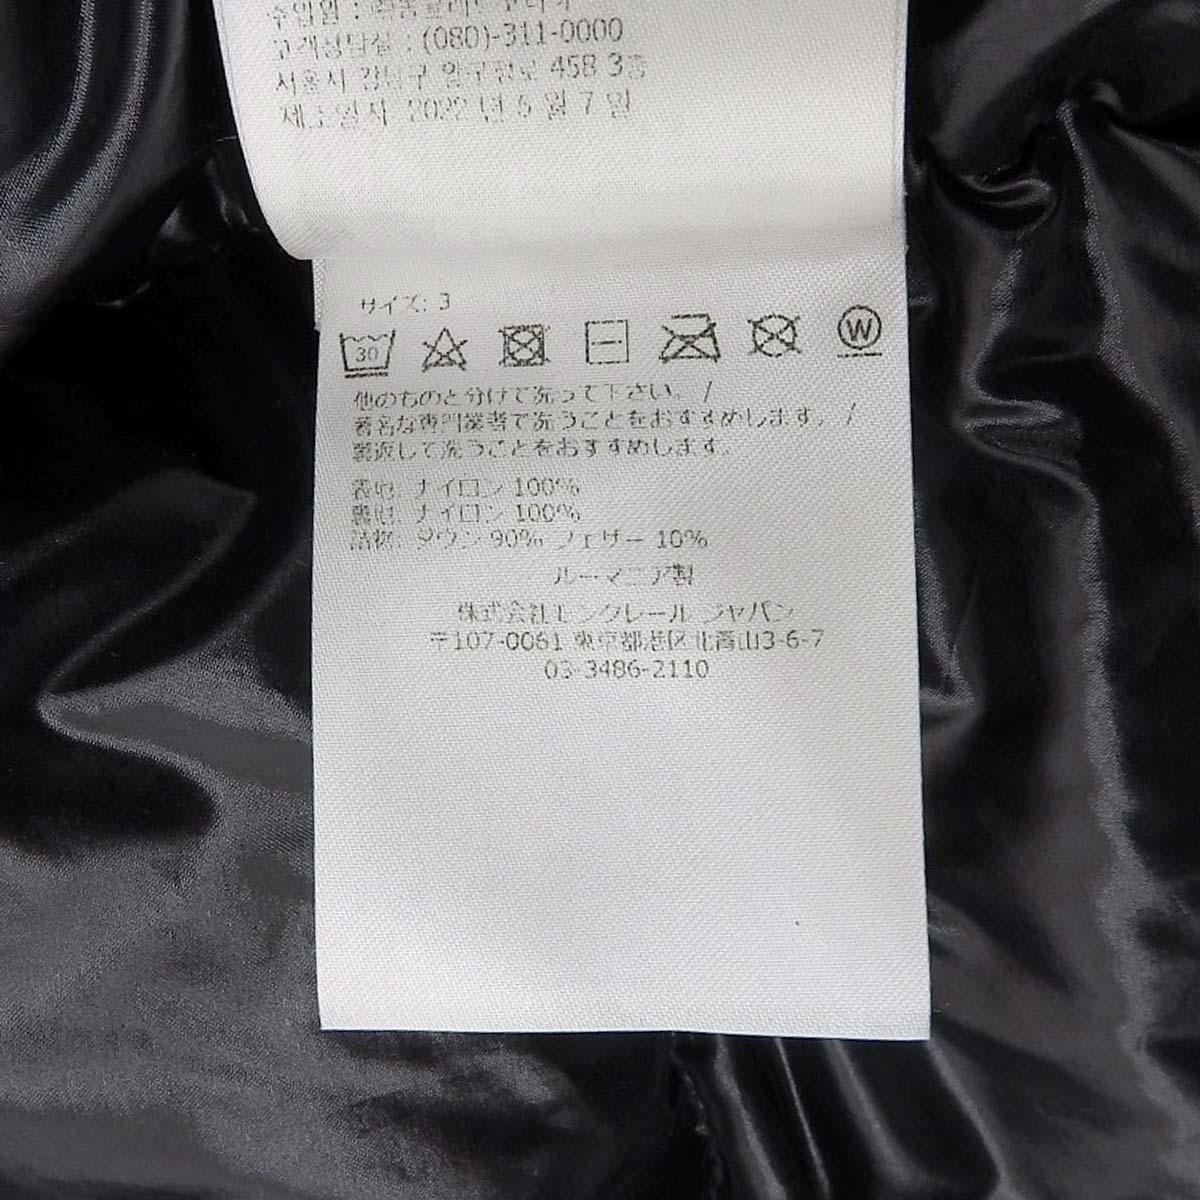 고객상담실 : (080)-311-0000
서울시 강남구 압구정로 458 3층
제조일자 2022 년 6 월 7 일
サイズ: 3
30
W
他のものと分けて洗って下さい。 /
著名な専門業者で洗うことをおすすめします。 /
裏返して洗うことをおすすめします。
表地: ナイロン 100%
裏地: ナイロン 100%
詰物: ダウン 90% フェザー 10%
ルーマニア製
株式会社モンクレール ジャパン
〒107-0061 東京都港区北青山3-6-7
03-3486-2110